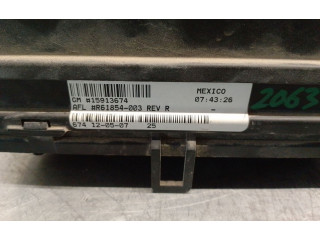 GM #15913674
AFL #R61854-003 REV R
MEXICO
07:43:26
674 12-05-07 25
2063